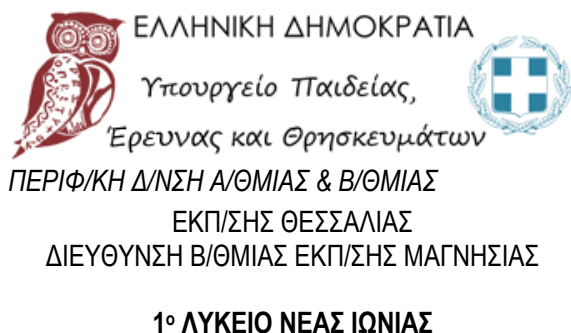 ΕΛΛΗΝΙΚΗ ΔΗΜΟΚΡΑΤΙΑ
Υπουργείο Παιδείας,
Έρευνας και Θρησκευμάτων
ΠΕΡΙΦ/ΚΗ Δ/ΝΣΗ Α/ΘΜΙΑΣ & Β/ΘΜΙΑΣ
ΕΚΠ/ΣΗΣ ΘΕΣΣΑΛΙΑΣ
ΔΙΕΥΘΥΝΣΗ Β/ΘΜΙΑΣ ΕΚΠ/ΣΗΣ ΜΑΓΝΗΣΙΑΣ
1ο ΛΥΚΕΙΟ ΝΕΑΣ ΙΩΝΙΑΣ